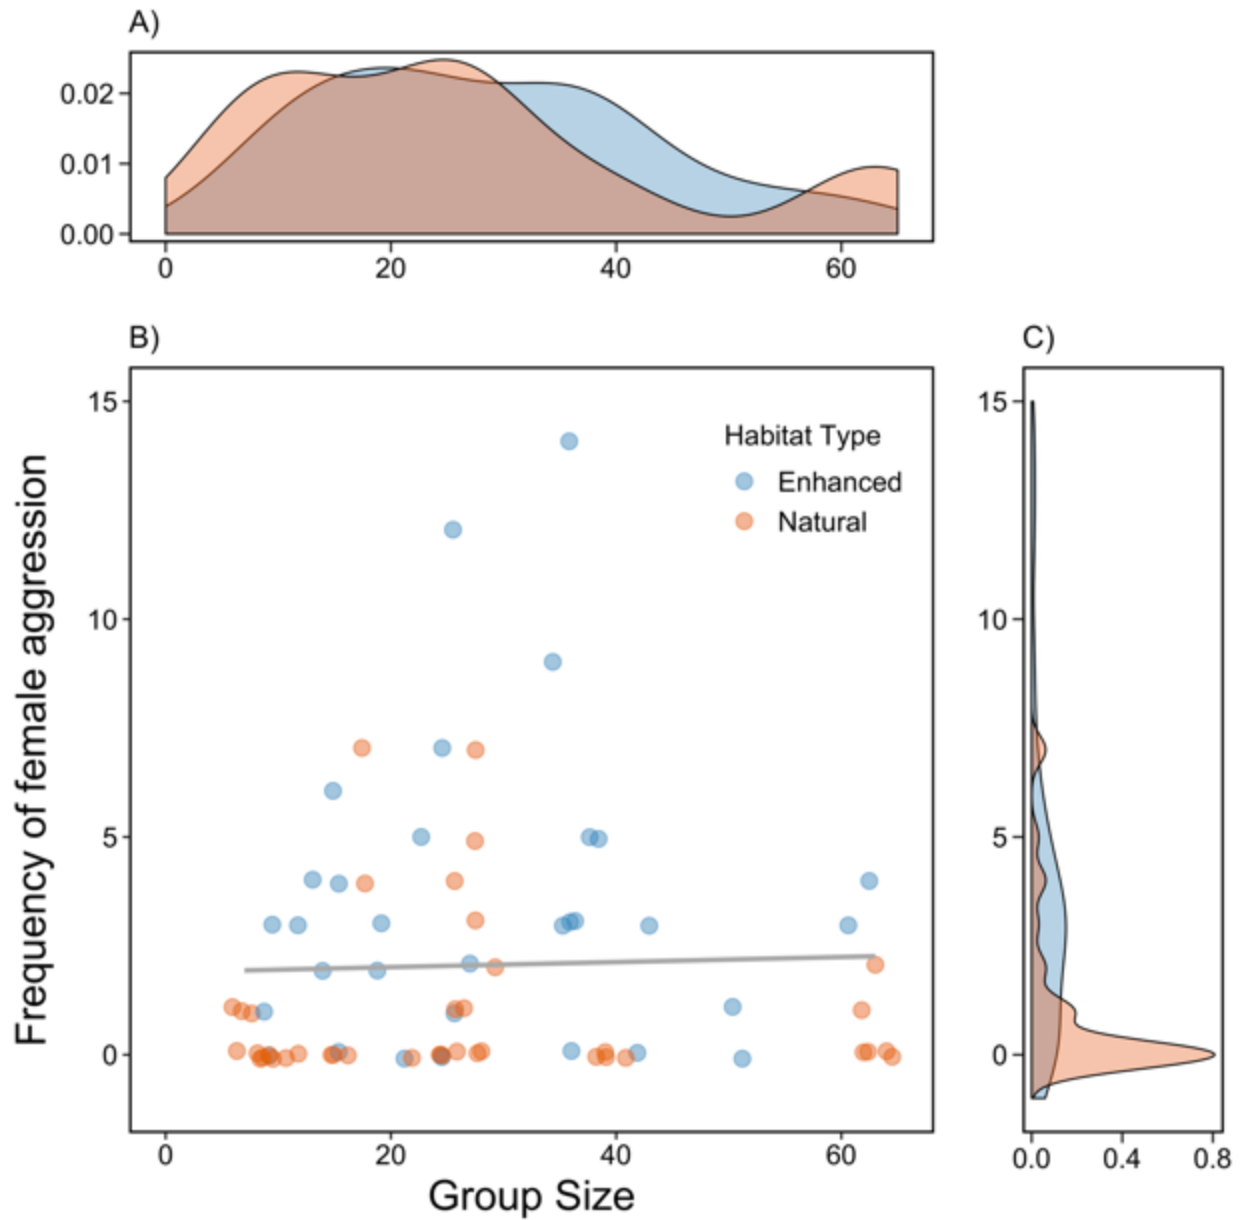 A)
0.02
0.01
0.00
0 20 40 60
B)
C)
15
10
5
0
Habitat Type
Enhanced
Natural
Frequency of female aggression
0 20 40 60
Group Size
15
10
5
0
0.0 0.4 0.8